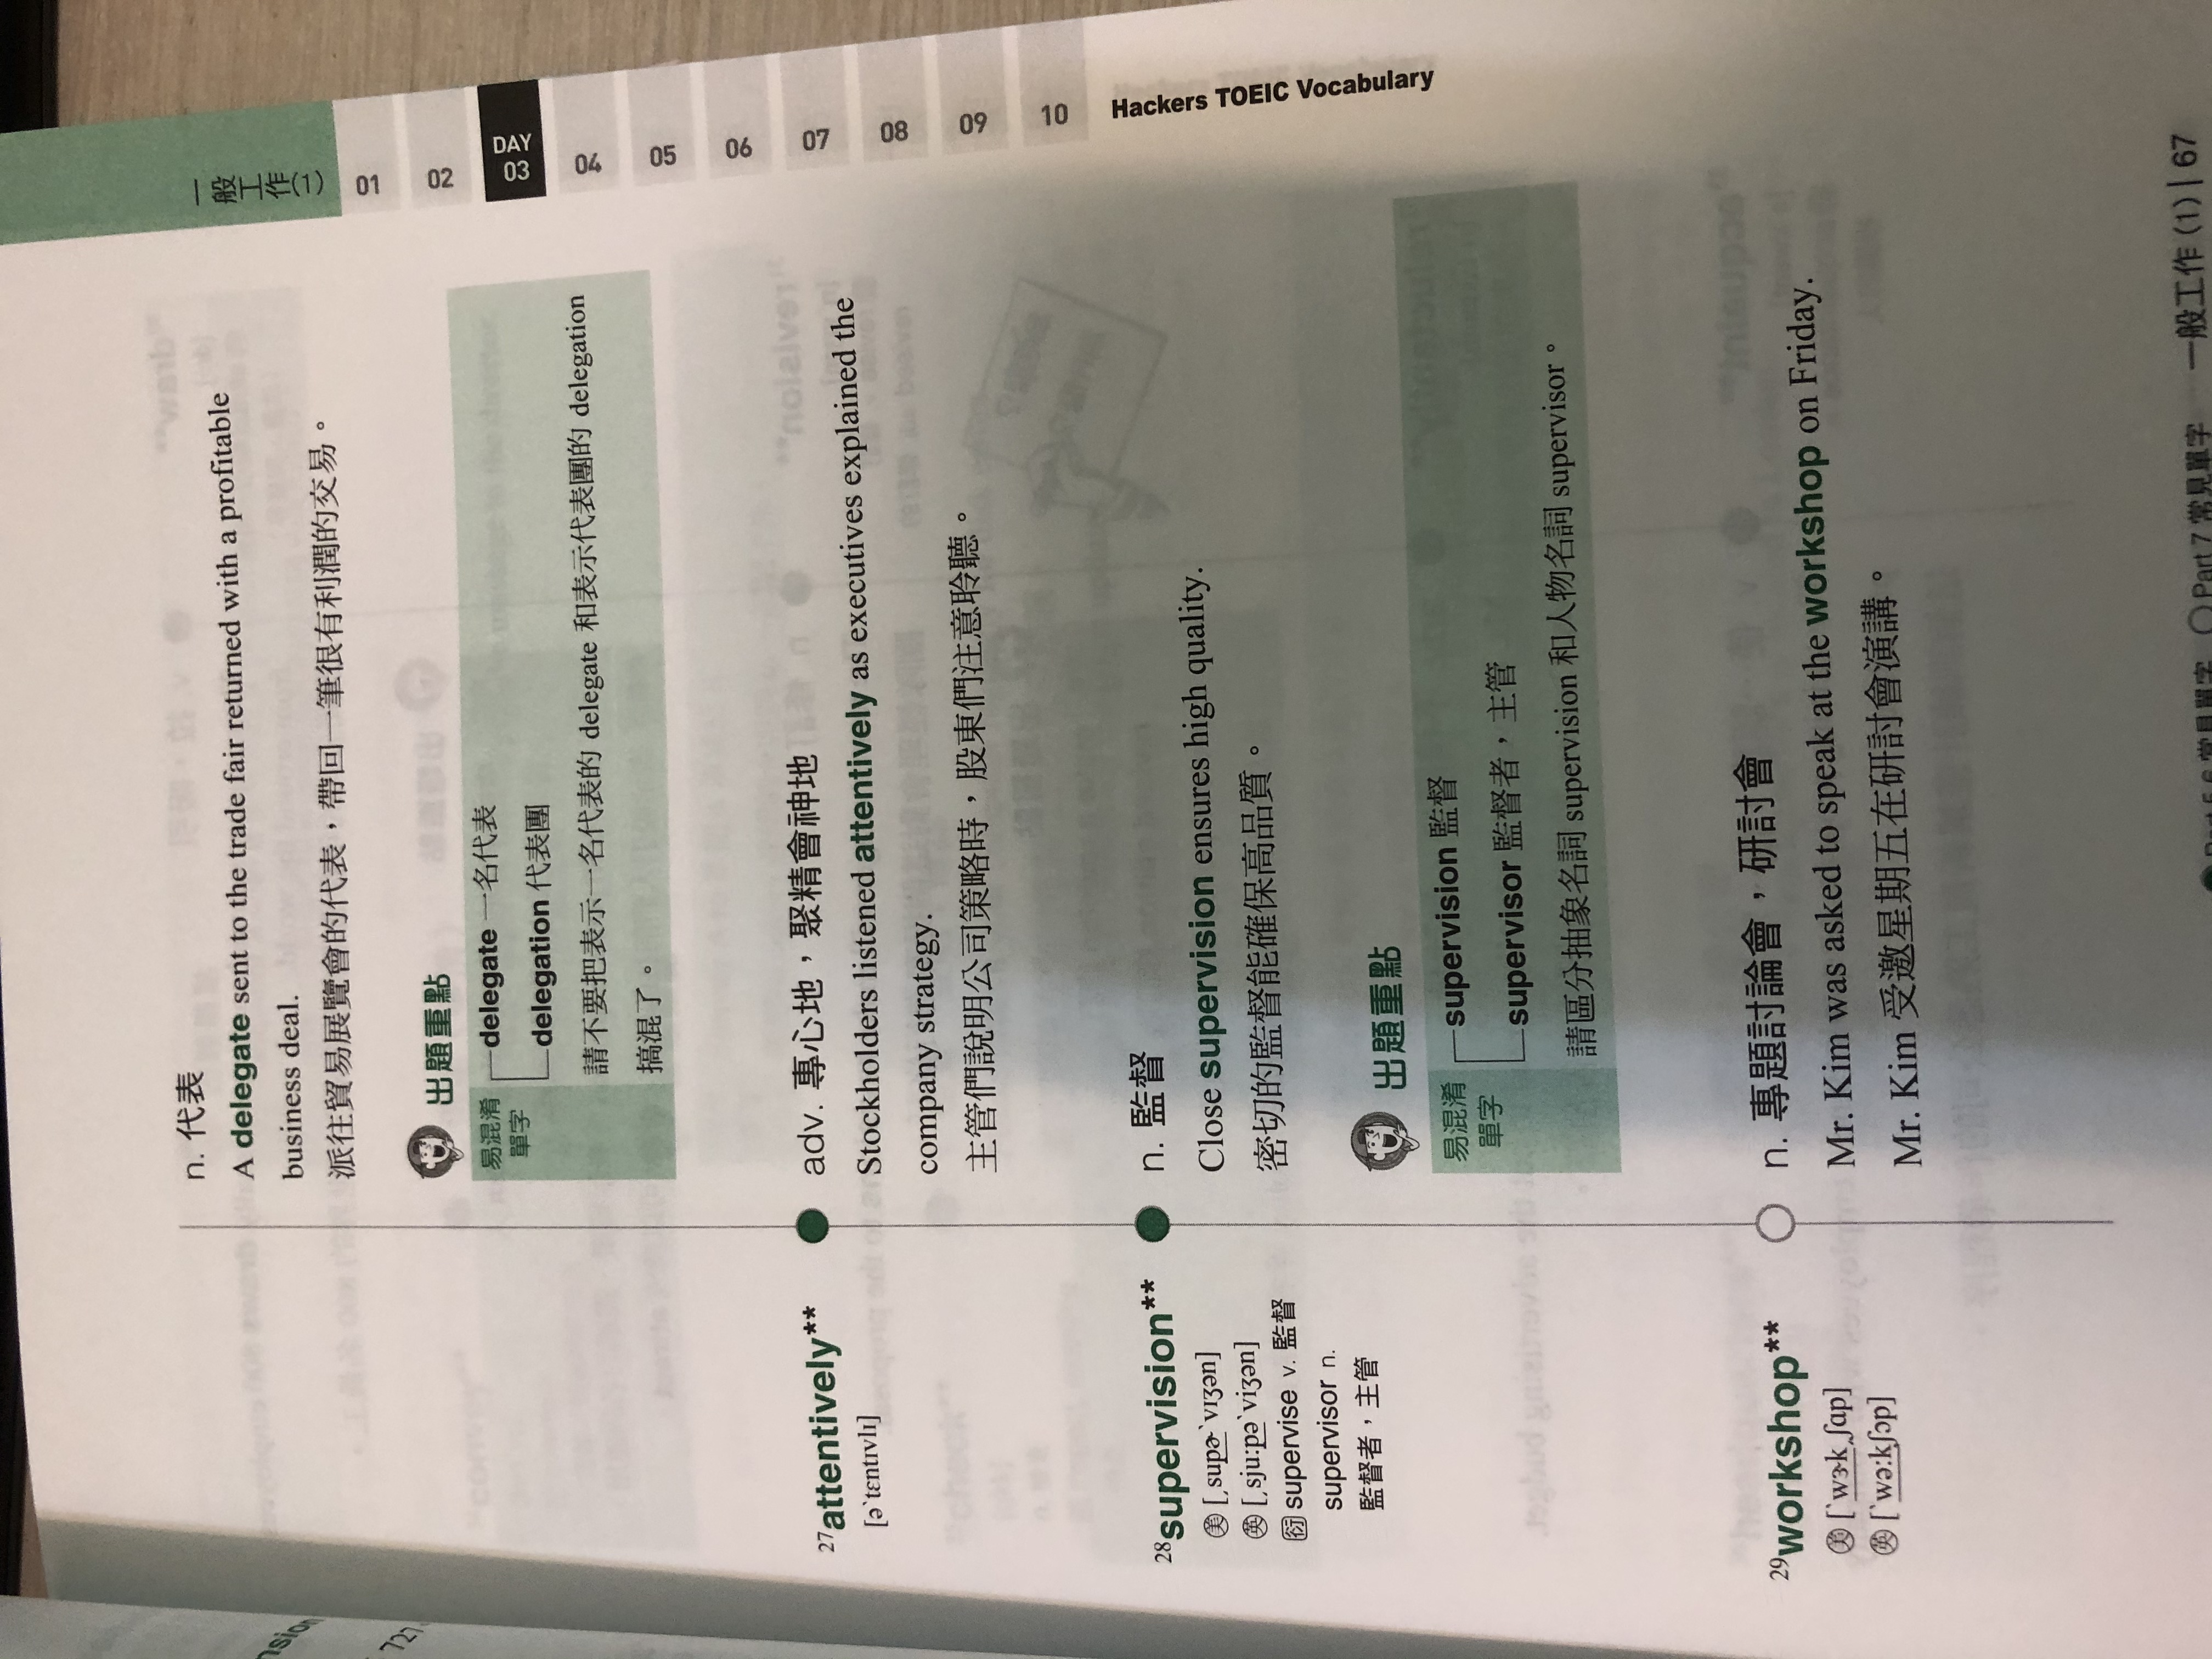 n. 代表
A delegate sent to the trade fair returned with a profitable
business deal.
派往貿易展覽會的代表，帶回一筆很有利潤的交易。
出題重點
易混淆
單字
delegate 一名代表
delegation 代表團
請不要把表示一名代表的 delegate 和表示代表團的 delegation
搞混了。
27attentively**
[ə`tɛntɪvlɪ]
adv. 專心地，聚精會神地
Stockholders listened attentively as executives explained the
company strategy.
主管們說明公司策略時，股東們注意聆聽。
28supervision**
美 [ˌsupɚ`vɪʒən]
英 [ˌsju:pə`viʒən]
衍 supervise v. 監督
supervisor n.
監督者，主管
n. 監督
Close supervision ensures high quality.
密切的監督能確保高品質。
出題重點
易混淆
單字
supervision 監督
supervisor 監督者，主管
請區分抽象名詞 supervision 和人物名詞 supervisor。
29workshop**
美 [`wɝkˌʃɑp]
英 [`wə:kʃɔp]
n. 專題討論會，研討會
Mr. Kim was asked to speak at the workshop on Friday.
Mr. Kim 受邀星期五在研討會演講。
Part 5.6 常見單字 Part 7 常見單字 一般工作 (1) | 67
一般工作(1)
01
02
DAY
03
04
05
06
07
08
09
10
Hackers TOEIC Vocabulary
727